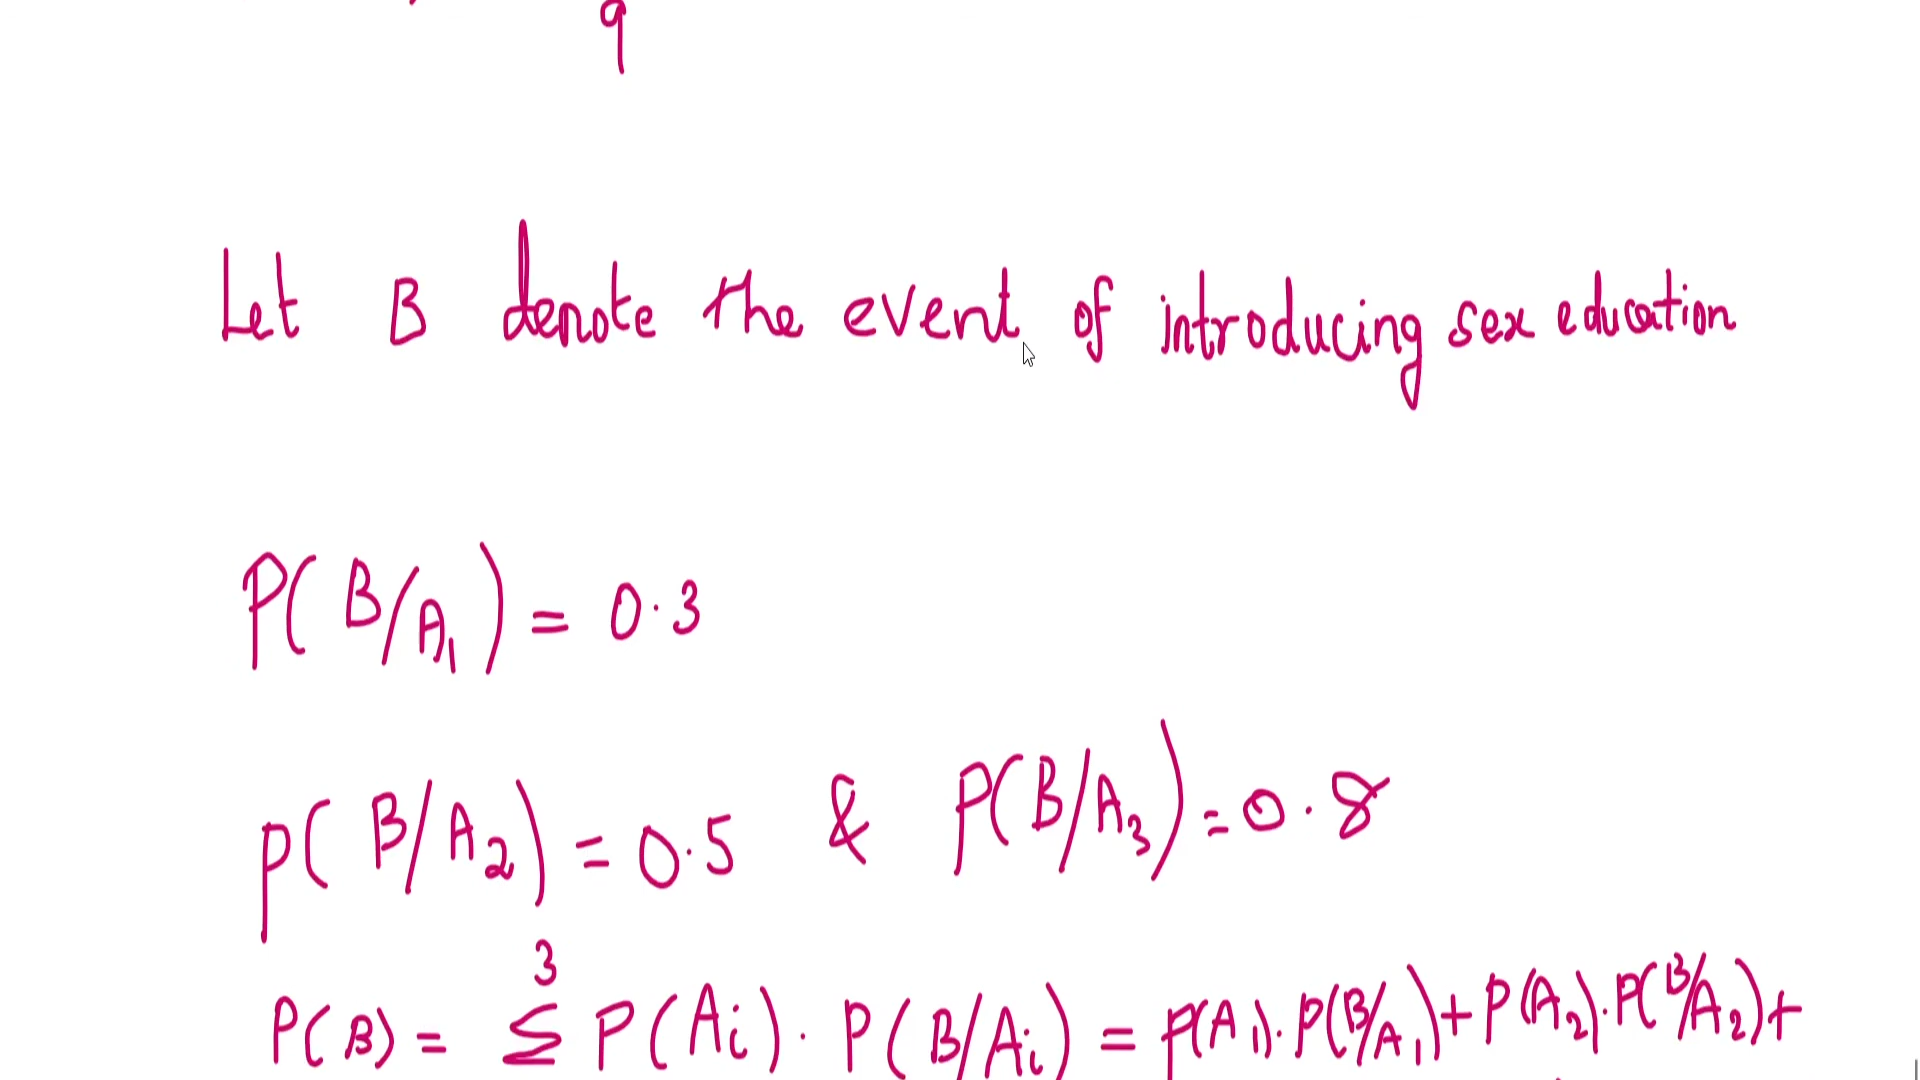 9
Let B denote the event of introducing sex education
P( B/A₁ ) = 0.3
P( B/A₂ ) = 0.5 & P(B/A₃) = 0.8
P(B) = 3 Σ P(Ai) . P(B/Ai) = P(A₁). P(B/A₁) + P(A₂). P(B/A₂) +